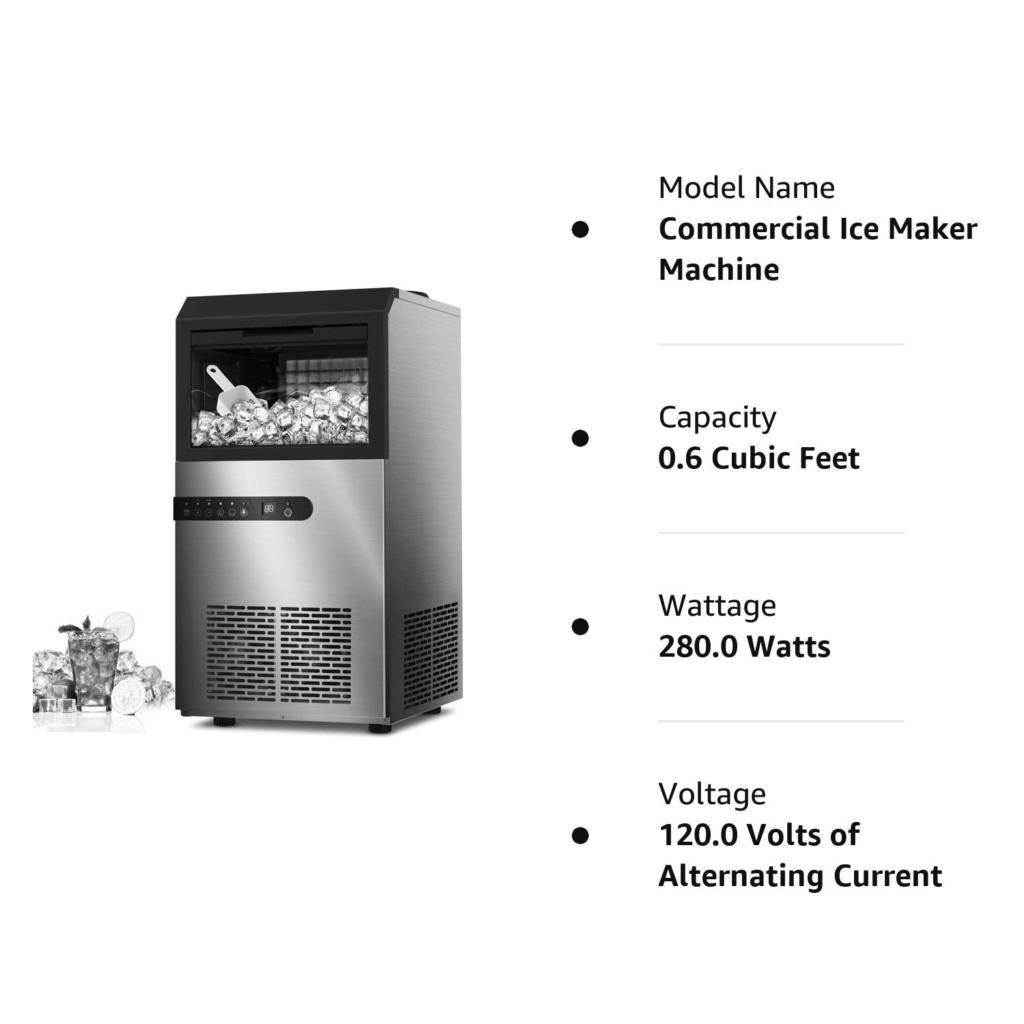 Model Name
Commercial Ice Maker
Machine
Capacity
0.6 Cubic Feet
Wattage
280.0 Watts
Voltage
120.0 Volts of
Alternating Current